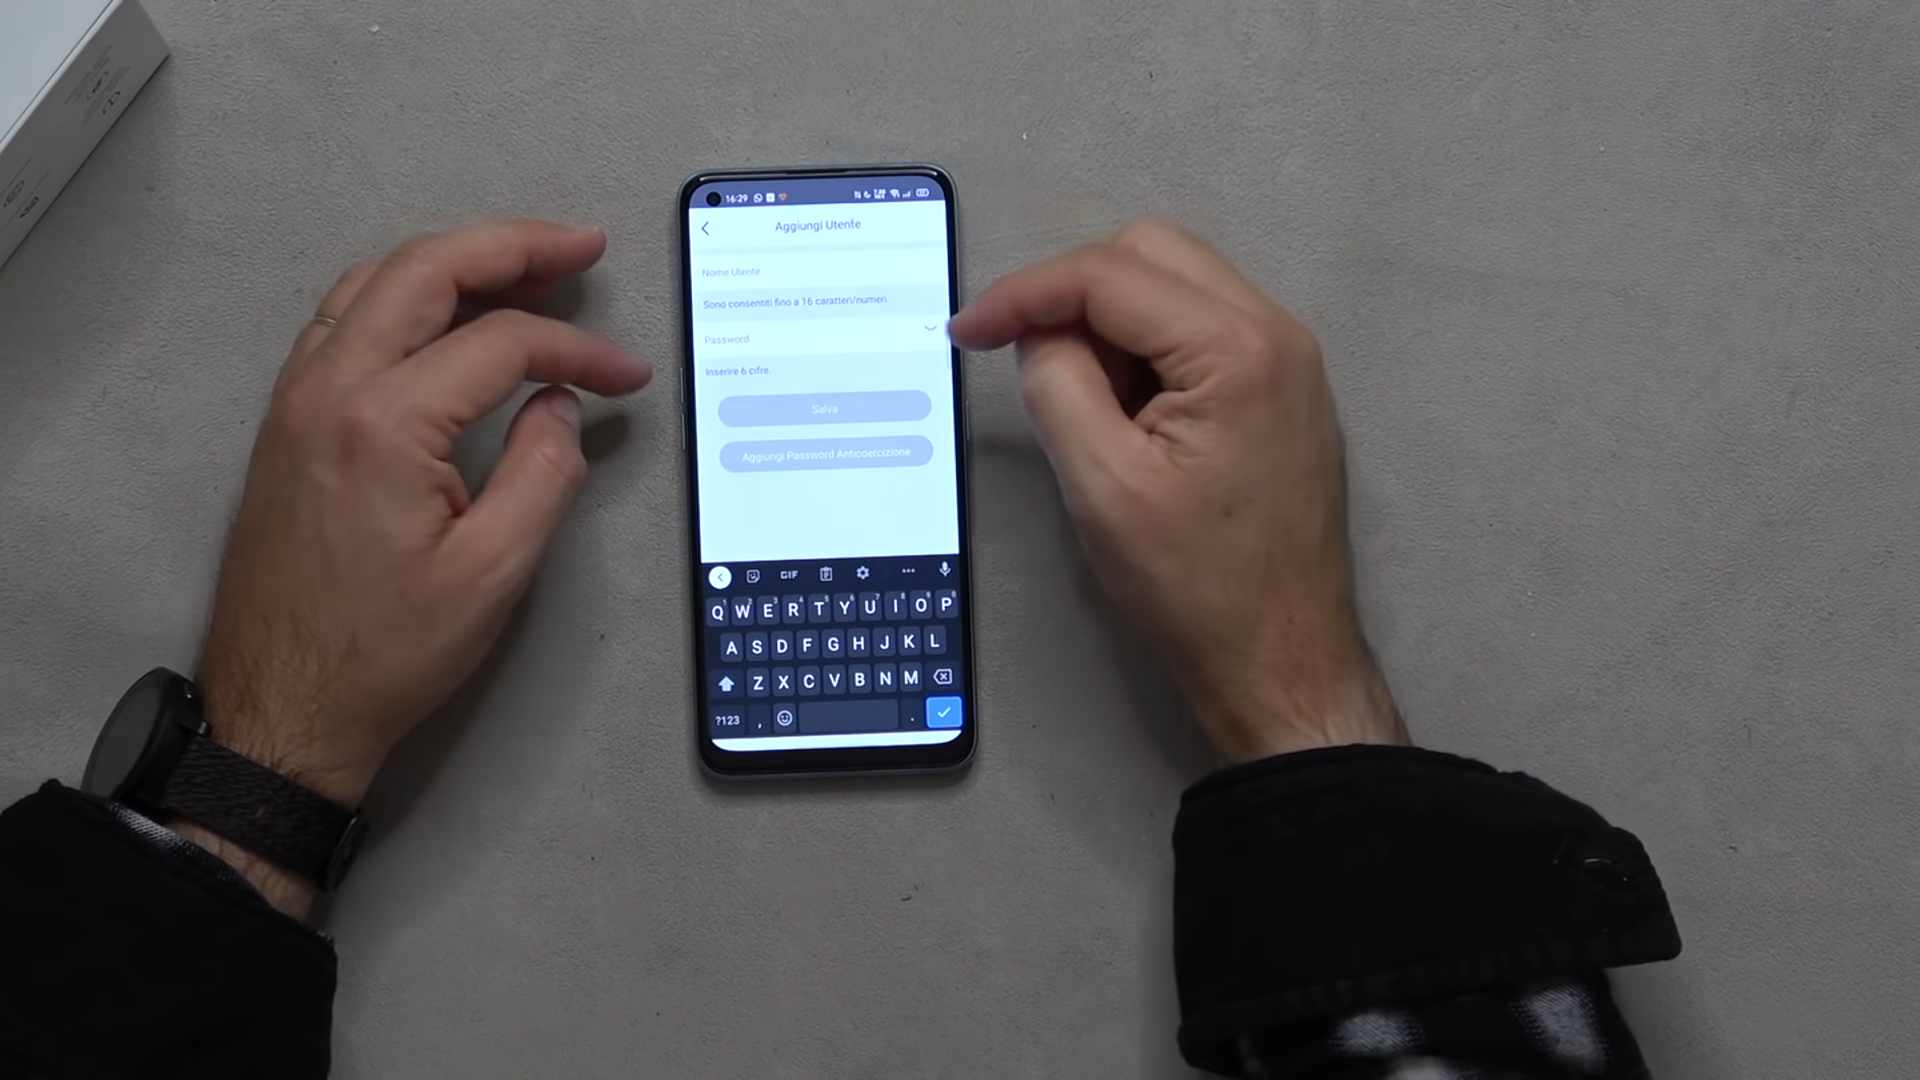 16:29
Aggiungi Utente
Nome Utente
Sono consentiti fino a 16 caratteri/numeri.
Password
Inserire 6 cifre.
Salva
Aggiungi Password Anticoercizione
GIF
Q W E R T Y U I O P
A S D F G H J K L
Z X C V B N M
?123 , .